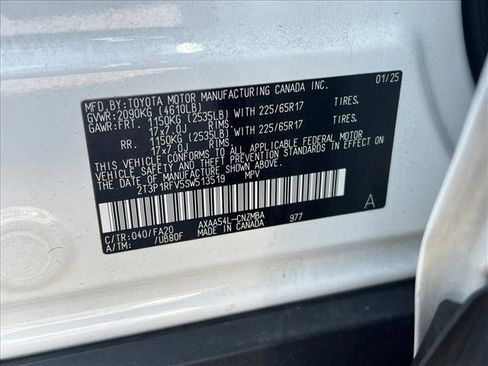 MFD.BY:TOYOTA MOTOR MANUFACTURING CANADA INC. 01/25
GVWR:2090KG(4610LB)
GAWR:FRT. 1150KG (2535LB) WITH 225/65R17 TIRES,
17x7.0J RIMS,
RR. 1150KG (2535LB) WITH 225/65R17 TIRES,
17x7.0J RIMS,
THIS VEHICLE CONFORMS TO ALL APPLICABLE FEDERAL MOTOR
VEHICLE SAFETY AND THEFT PREVENTION STANDARDS IN EFFECT ON
THE DATE OF MANUFACTURE SHOWN ABOVE.
2T3P1RFV5SW513519 MPV
C/TR:040/FA20 AXAA54L-CNZMBA 977 A
A/TM: /UB80F MADE IN CANADA